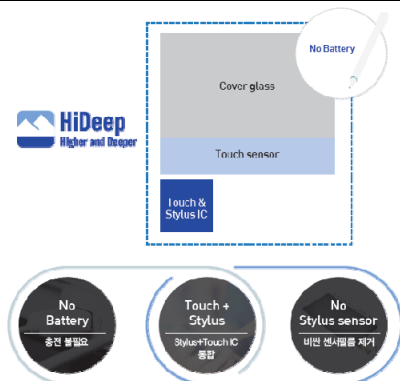 No Battery
Cover glass
HiDeep
Higher and Deeper
Touch sensor
Touch &
Stylus IC
No
Battery
충전 불필요
Touch +
Stylus
Stylus+Touch IC
통합
No
Stylus sensor
비싼 센서필름 제거